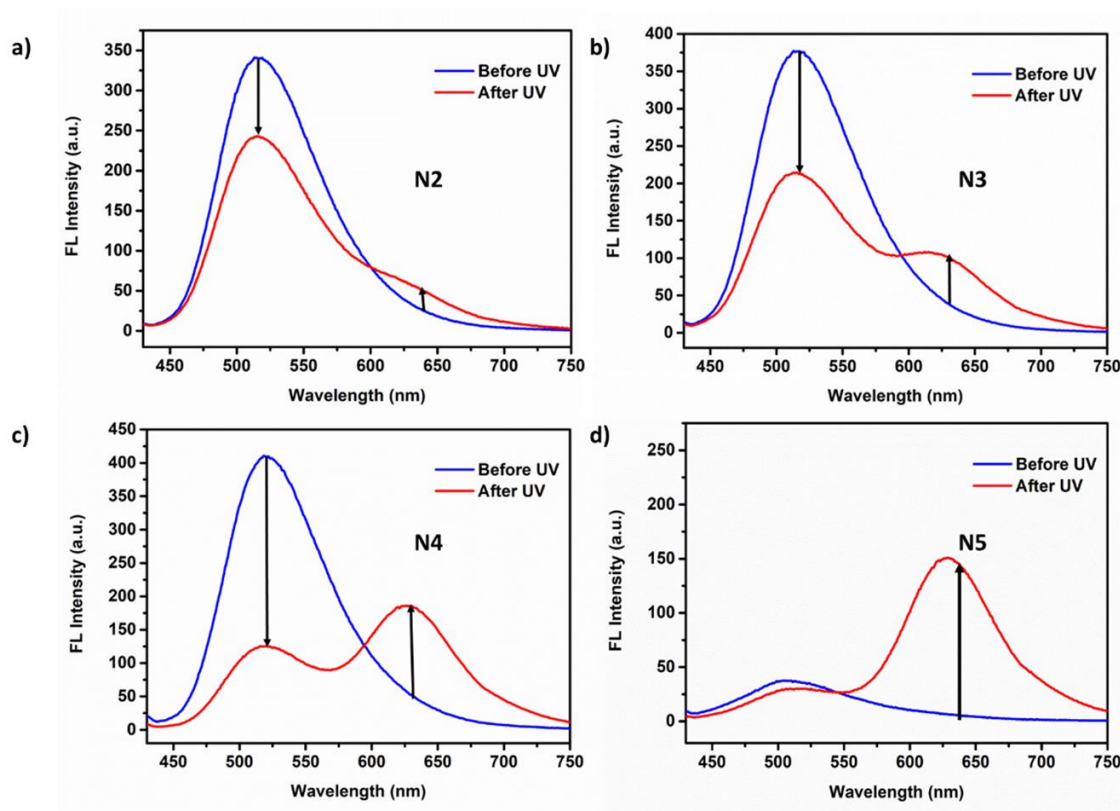 a)
350
300
250
200
150
100
50
0
FL Intensity (a.u.)
Before UV
After UV
N2
450 500 550 600 650 700 750
Wavelength (nm)
b)
400
350
300
250
200
150
100
50
0
FL Intensity (a.u.)
Before UV
After UV
N3
450 500 550 600 650 700 750
Wavelength (nm)
c)
450
400
350
300
250
200
150
100
50
0
FL Intensity (a.u.)
Before UV
After UV
N4
450 500 550 600 650 700 750
Wavelength (nm)
d)
250
200
150
100
50
0
FL Intensity (a.u.)
Before UV
After UV
N5
450 500 550 600 650 700 750
Wavelength (nm)